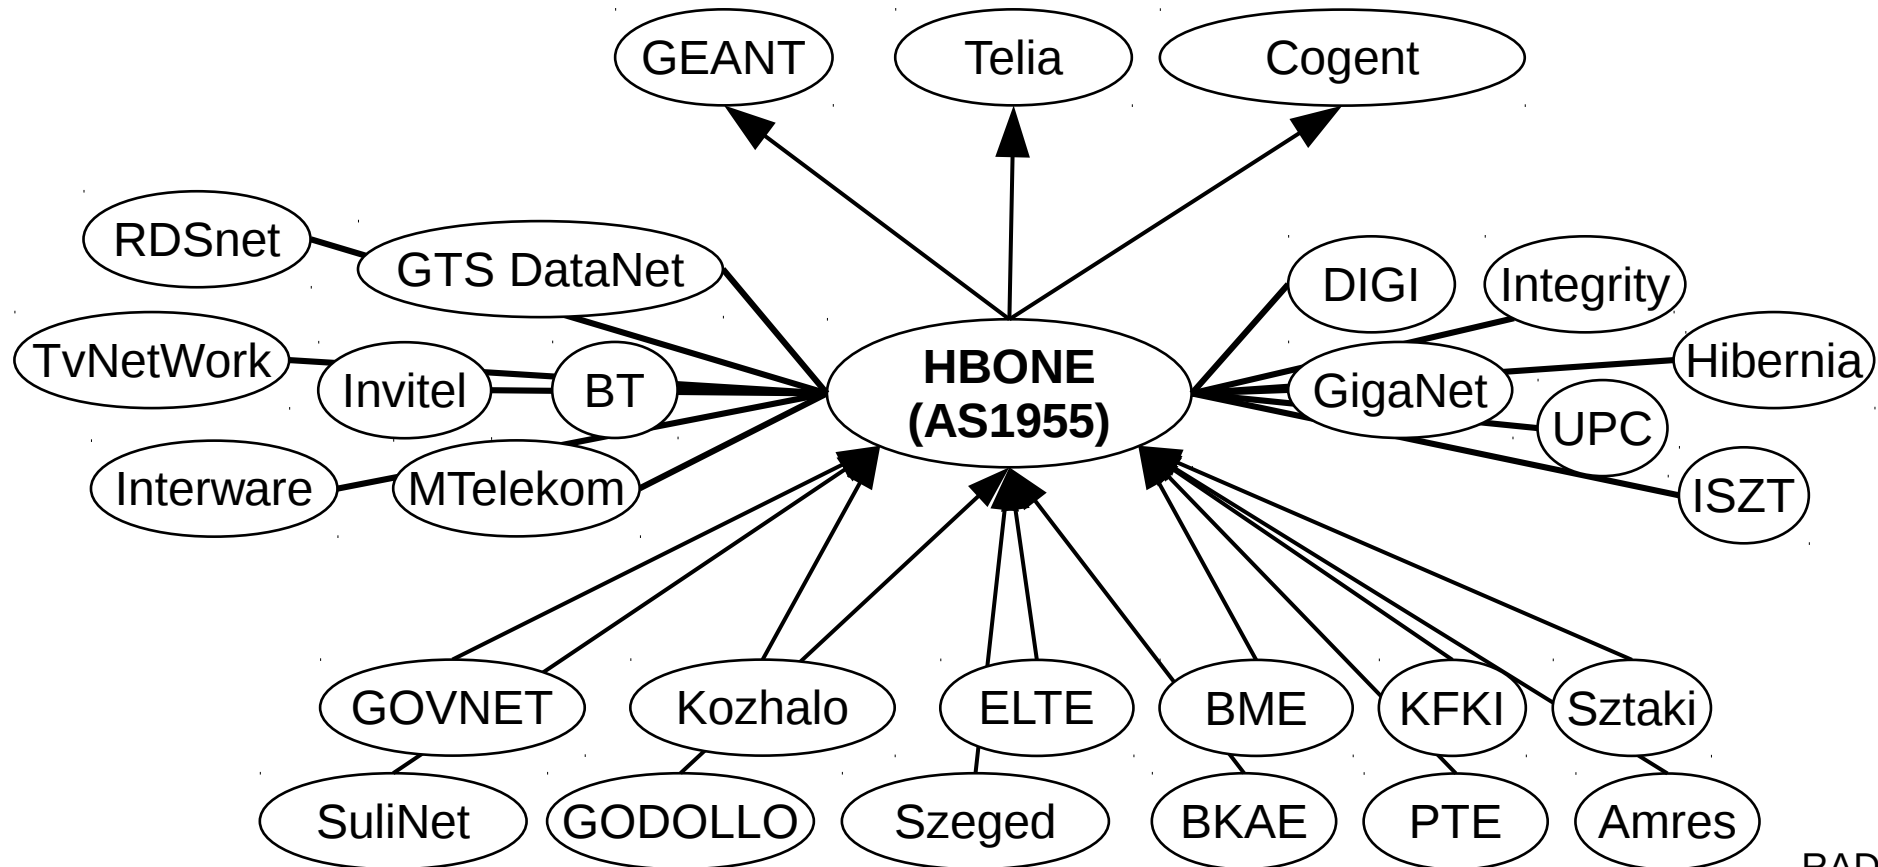 GEANT
Telia
Cogent
RDSnet
GTS DataNet
DIGI
Integrity
TvNetWork
Invitel
BT
HBONE
(AS1955)
GigaNet
Hibernia
UPC
Interware
MTelekom
ISZT
GOVNET
Kozhalo
ELTE
BME
KFKI
Sztaki
SuliNet
GODOLLO
Szeged
BKAE
PTE
Amres